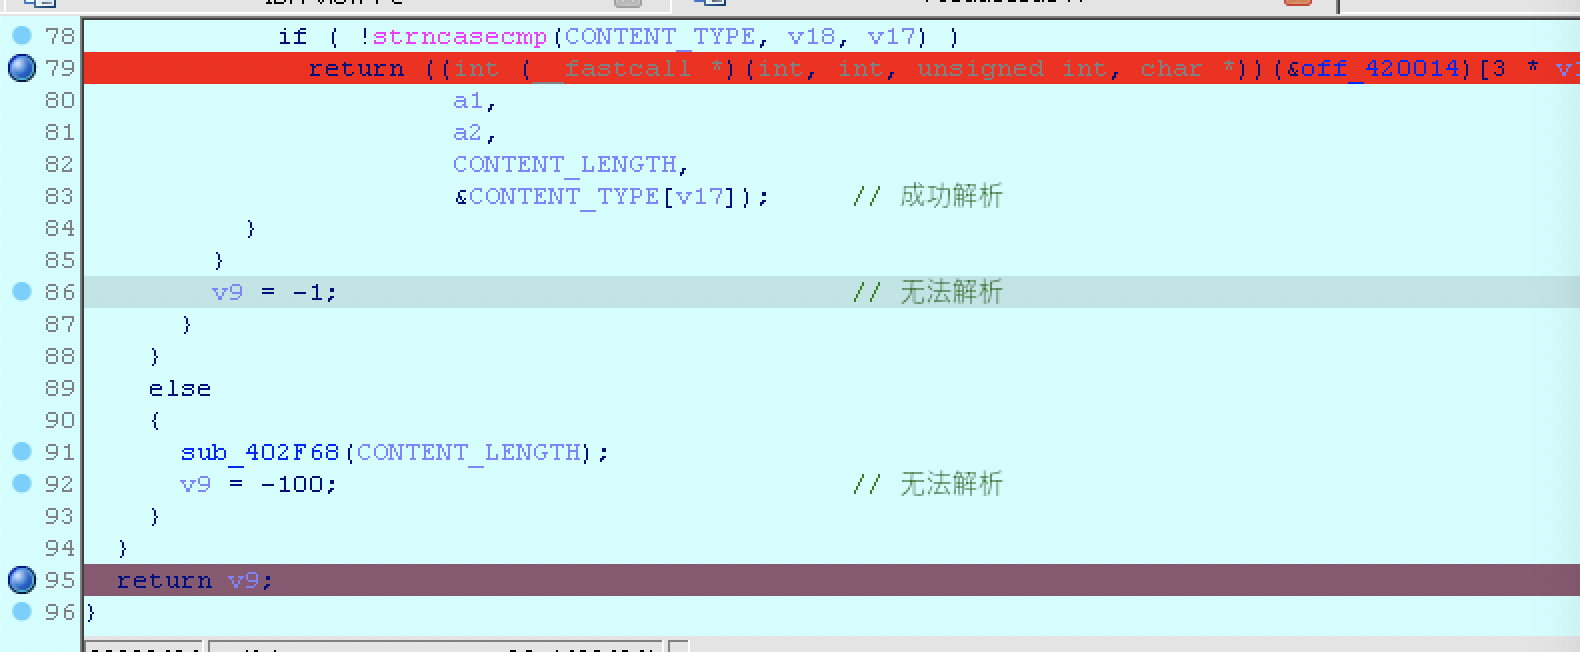 78 if ( !strncasecmp(CONTENT_TYPE, v18, v17) )
79 return ((int (__fastcall *)(int, int, unsigned int, char *))(&off_420014)[3 *
80 a1,
81 a2,
82 CONTENT_LENGTH,
83 &CONTENT_TYPE[v17]); // 成功解析
84 }
85 }
86 v9 = -1; // 无法解析
87 }
88 }
89 else
90 {
91 sub_402F68(CONTENT_LENGTH);
92 v9 = -100; // 无法解析
93 }
94 }
95 return v9;
96 }